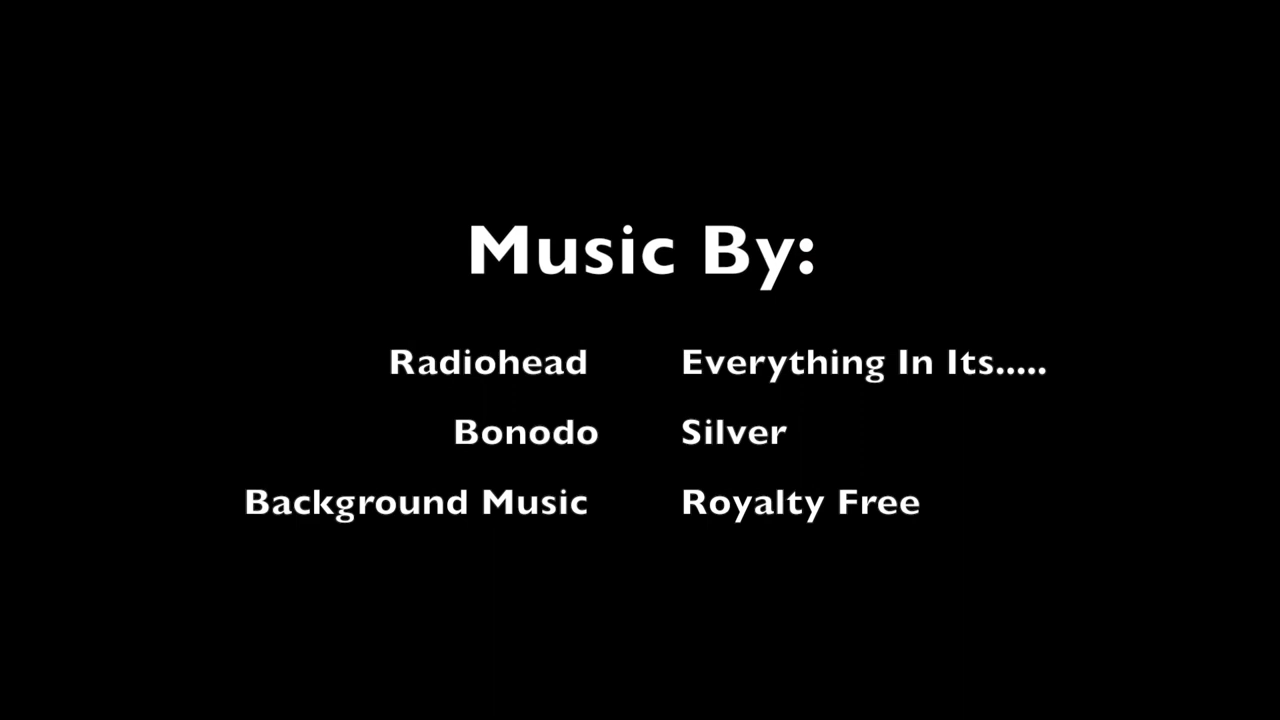 Music By:
Radiohead Everything In Its.....
Bonodo Silver
Background Music Royalty Free